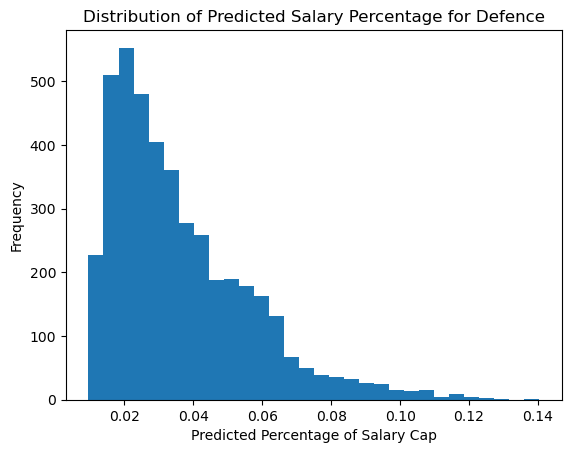 Distribution of Predicted Salary Percentage for Defence
Frequency
500
400
300
200
100
0
0.02 0.04 0.06 0.08 0.10 0.12 0.14
Predicted Percentage of Salary Cap